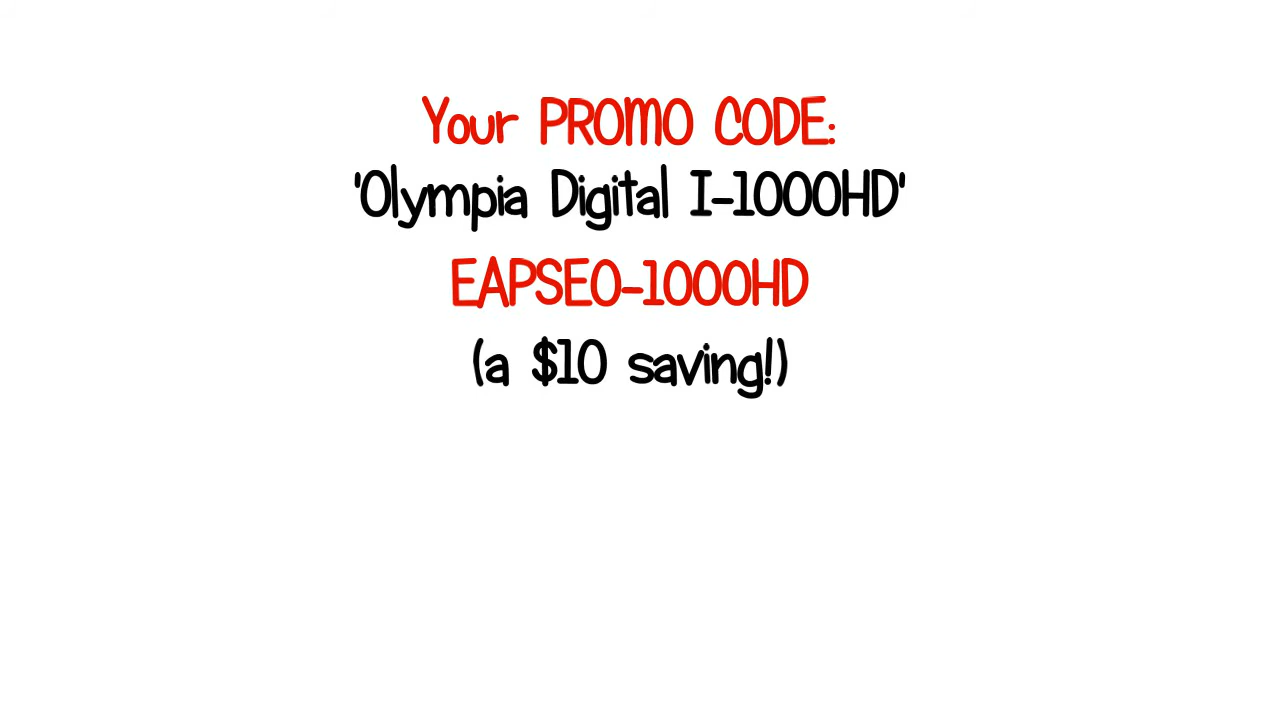 Your PROMO CODE:
'Olympia Digital I-1000HD'
EAPSEO-1000HD
(a $10 saving!)